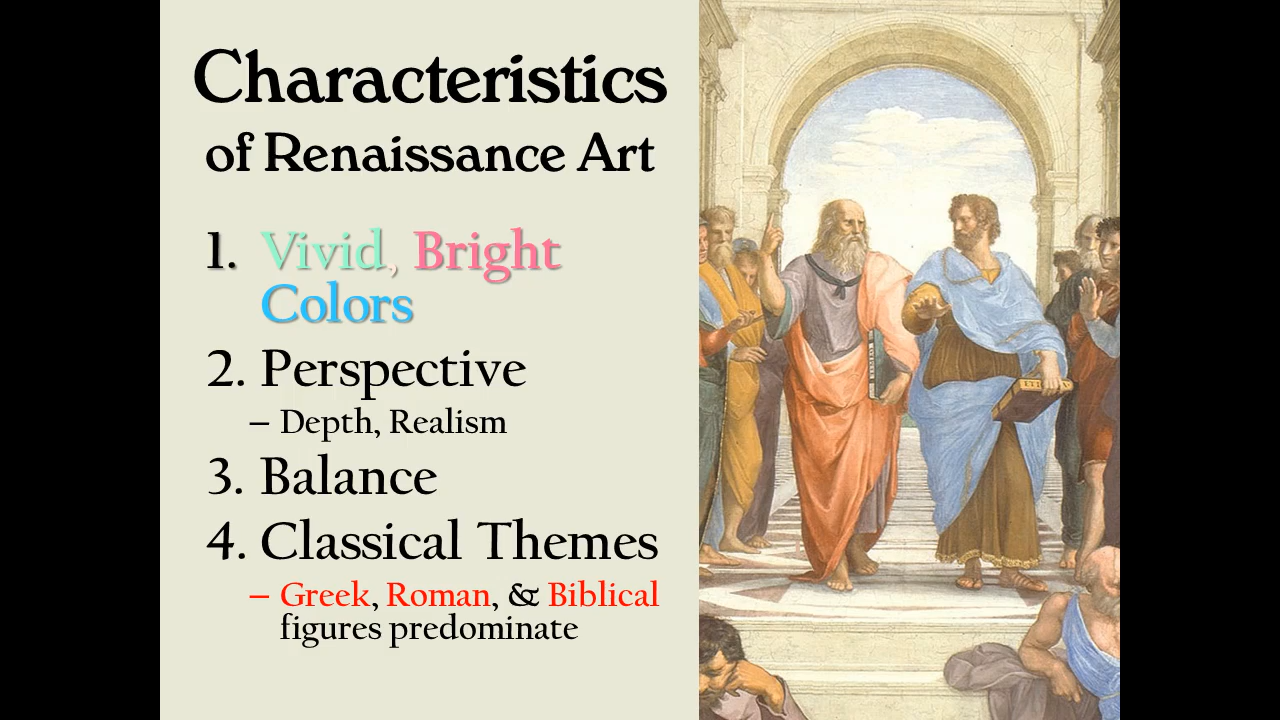 Characteristics
of Renaissance Art
1. Vivid, Bright
Colors
2. Perspective
– Depth, Realism
3. Balance
4. Classical Themes
– Greek, Roman, & Biblical
figures predominate